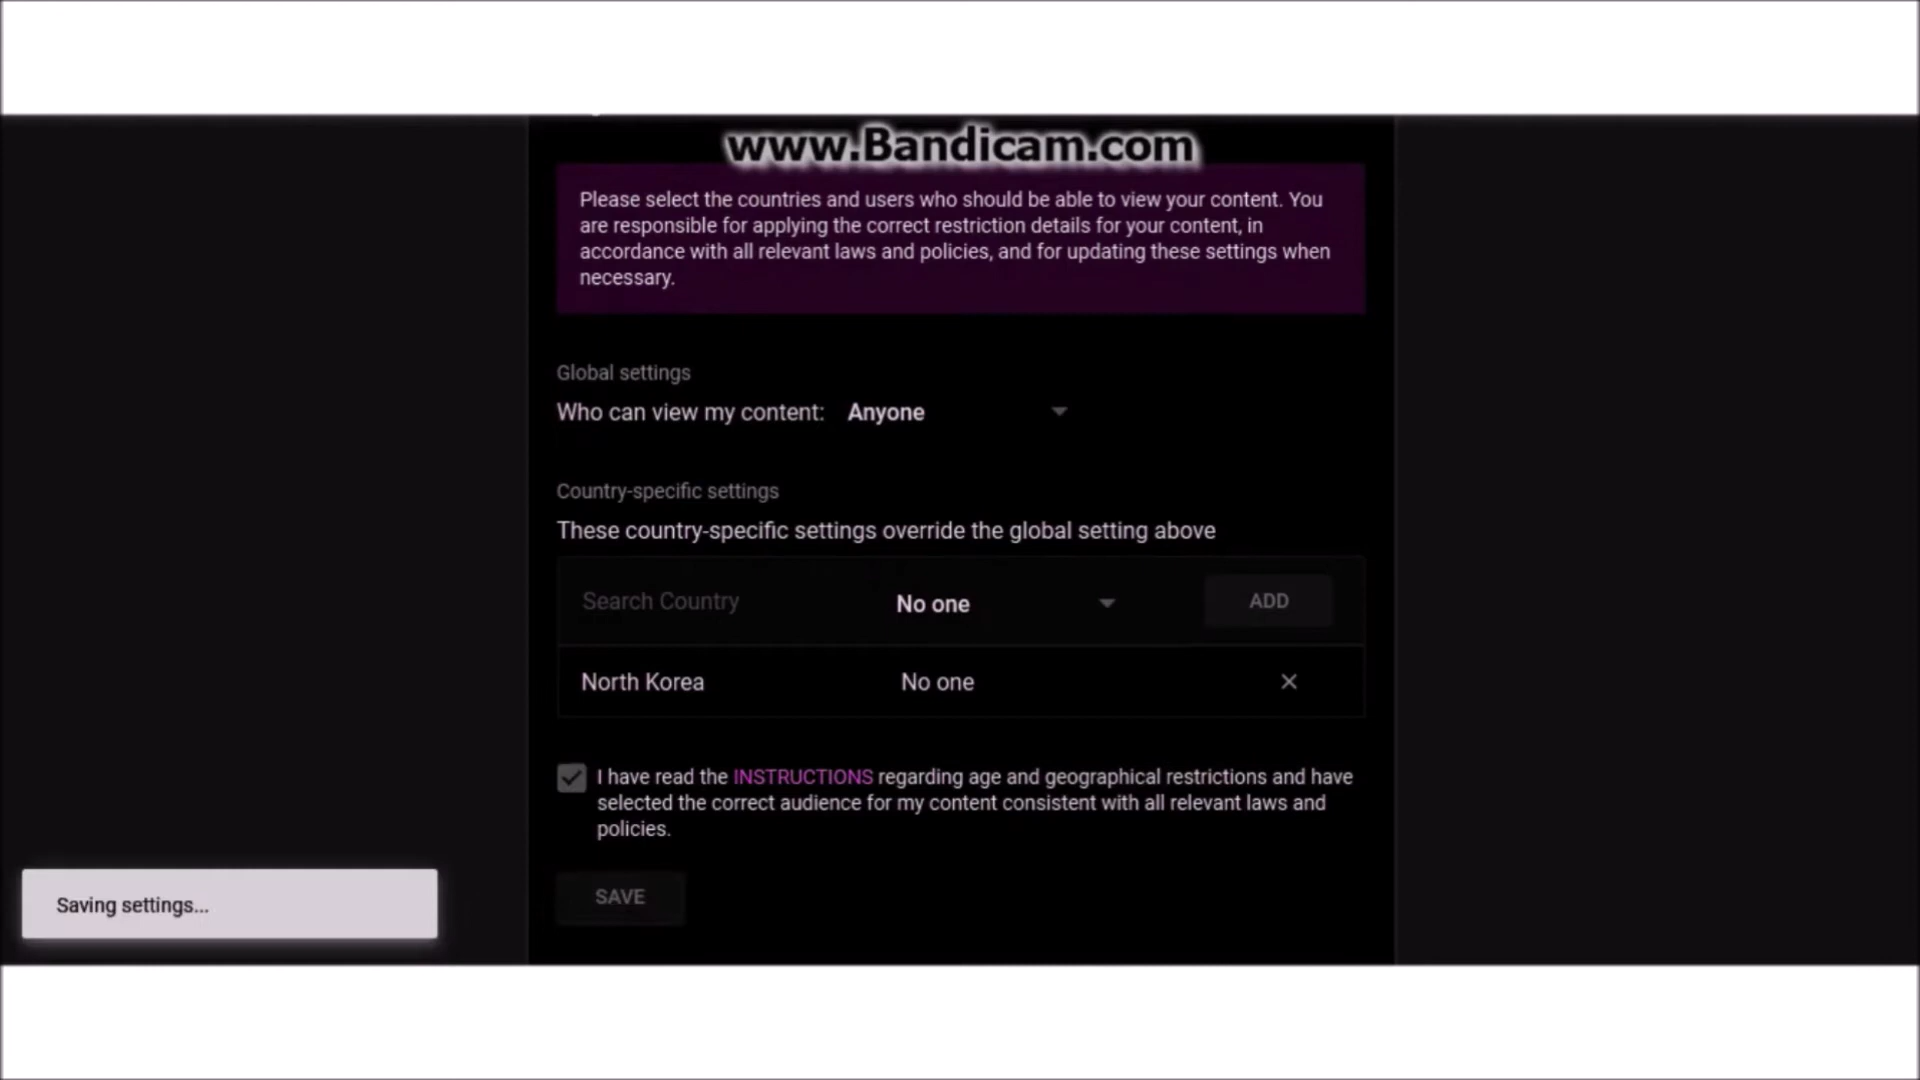 www.Bandicam.com
Please select the countries and users who should be able to view your content. You
are responsible for applying the correct restriction details for your content, in
accordance with all relevant laws and policies, and for updating these settings when
necessary.
Global settings
Who can view my content: Anyone
Country-specific settings
These country-specific settings override the global setting above
Search Country No one ADD
North Korea No one
I have read the INSTRUCTIONS regarding age and geographical restrictions and have
selected the correct audience for my content consistent with all relevant laws and
policies.
SAVE
Saving settings...